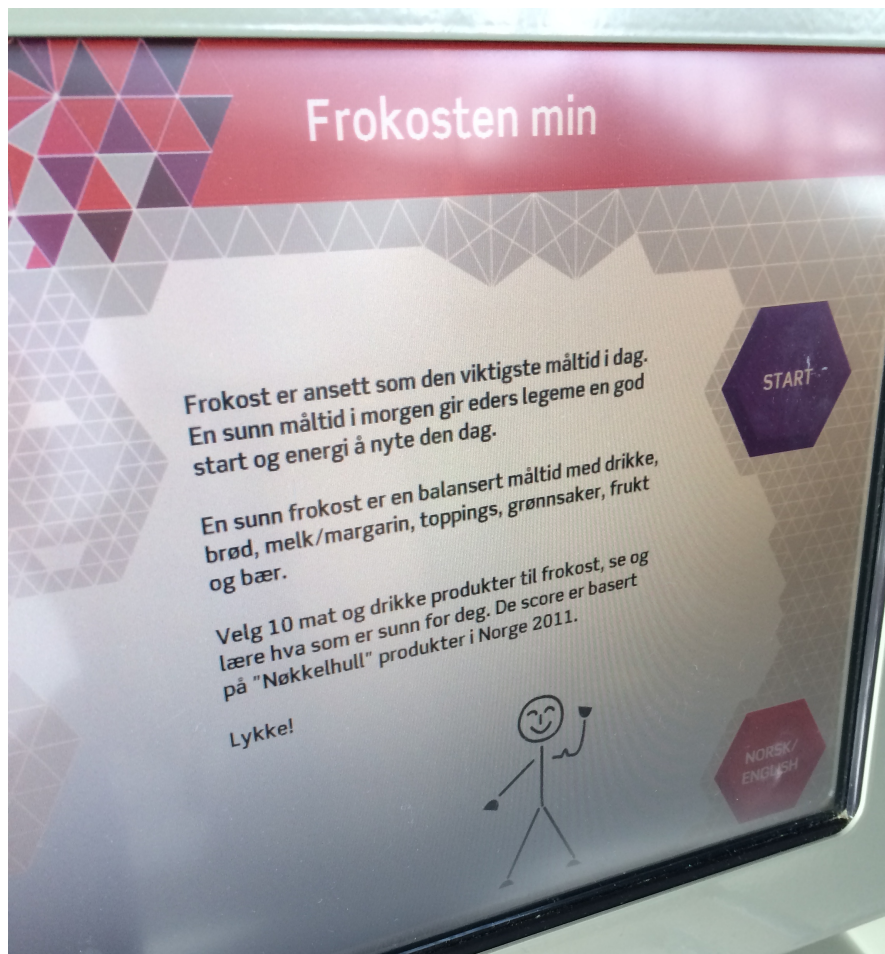 Frokosten min
Frokost er ansett som den viktigste måltid i dag.
En sunn måltid i morgen gir eders legeme en god
start og energi å nyte den dag.
En sunn frokost er en balansert måltid med drikke,
brød, melk/margarin, toppings, grønnsaker, frukt
og bær.
Velg 10 mat og drikke produkter til frokost, se og
lære hva som er sunn for deg. De score er basert
på "Nøkkelhull" produkter i Norge 2011.
Lykke!
START
NORSK/
ENGLISH